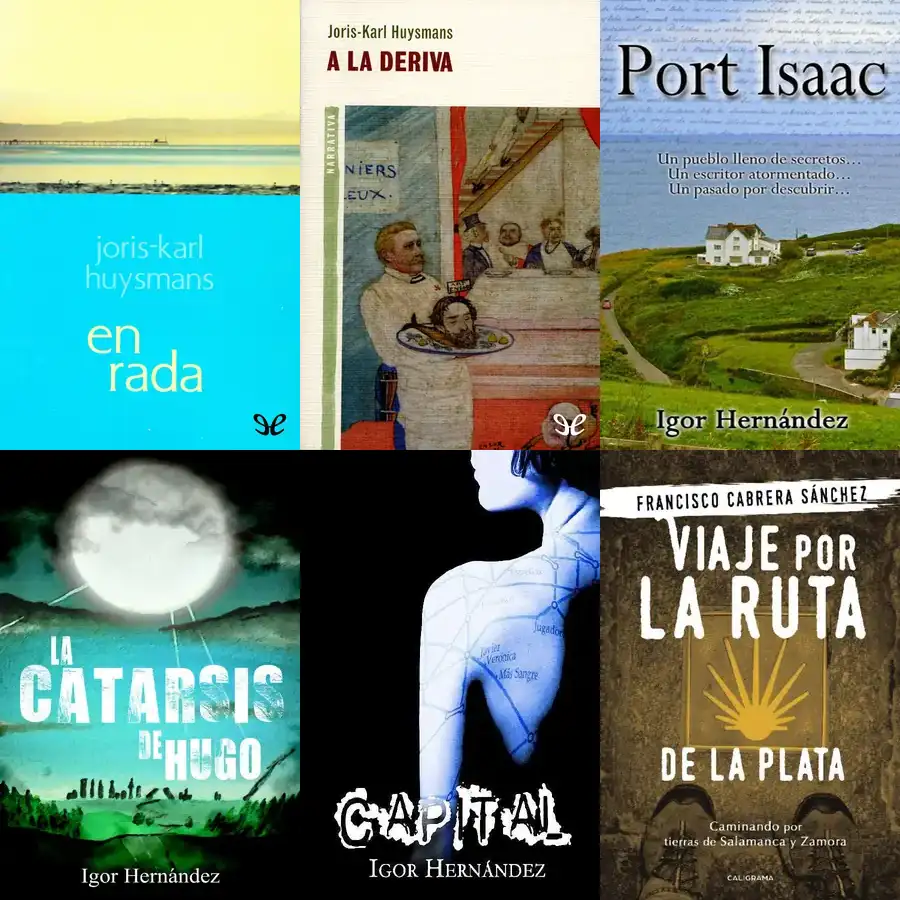 joris-karl
huysmans
en
rada
Joris-Karl Huysmans
A LA DERIVA
NARRATIVA
NIERS
EUX.
Port Isaac
Un pueblo lleno de secretos...
Un escritor atormentado...
Un pasado por descubrir...
Igor Hernández
LA
CATARSIS
DE HUGO
Igor Hernández
Jugador
Javier
Verónica
Más Sangre
CAPITAL
IGOR HERNÁNDEZ
FRANCISCO CABRERA SÁNCHEZ
VIAJE POR
LA RUTA
DE LA PLATA
Caminando por
tierras de Salamanca y Zamora
CALIGRAMA